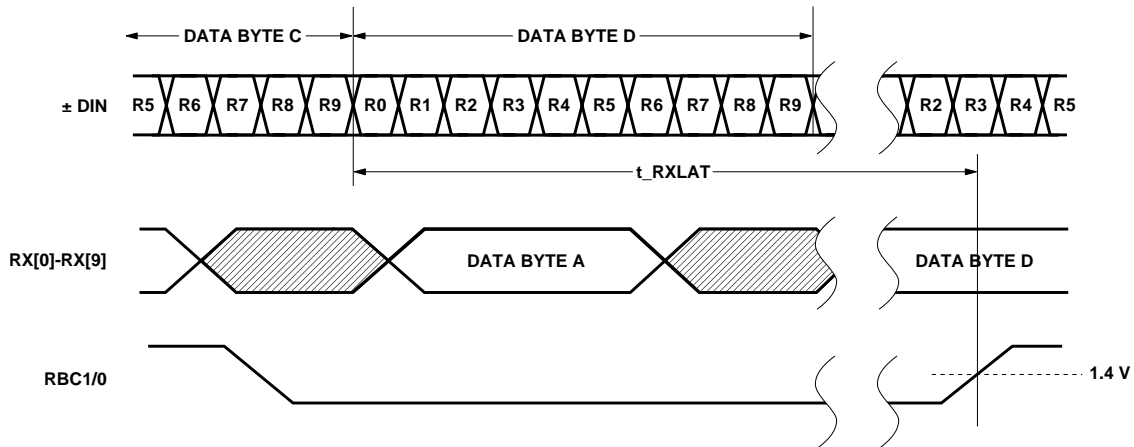 DATA BYTE C DATA BYTE D
± DIN R5 R6 R7 R8 R9 R0 R1 R2 R3 R4 R5 R6 R7 R8 R9 R2 R3 R4 R5
t_RXLAT
RX[0]-RX[9] DATA BYTE A DATA BYTE D
RBC1/0 1.4 V